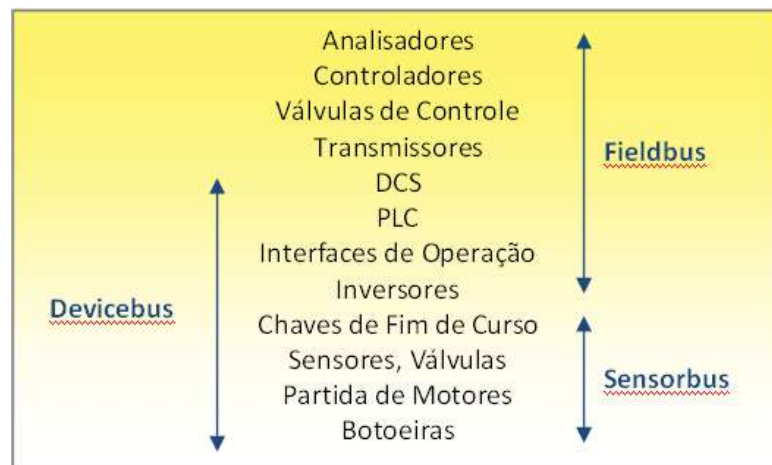 Analisadores
Controladores
Válvulas de Controle
Transmissores
Fieldbus
DCS
PLC
Interfaces de Operação
Inversores
Devicebus
Chaves de Fim de Curso
Sensores, Válvulas
Sensorbus
Partida de Motores
Botoeiras